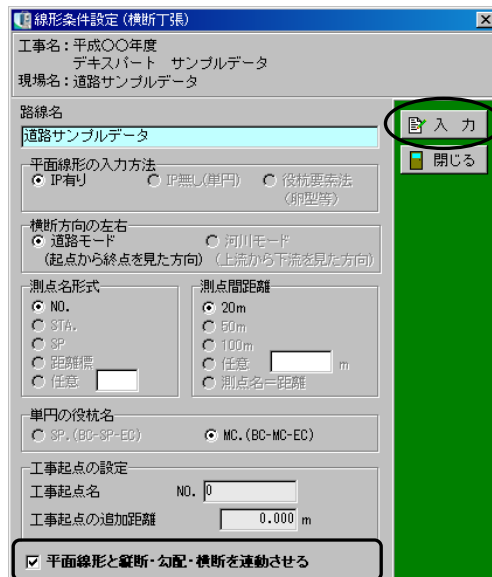 線形条件設定(横断丁張)
工事名：平成〇〇年度
デキスパート サンプルデータ
現場名：道路サンプルデータ
路線名
道路サンプルデータ
入 力
閉じる
平面線形の入力方法
IP有り IP無し(単円) 役杭要素法
(卵型等)
横断方向の左右
道路モード 河川モード
(起点から終点を見た方向) (上流から下流を見た方向)
測点名形式
NO.
STA.
SP
距離標
任意
測点間距離
20m
50m
100m
任意 m
測点名＝距離
単円の役杭名
SP.(BC-SP-EC) MC.(BC-MC-EC)
工事起点の設定
工事起点名 NO. 0
工事起点の追加距離 0.000 m
平面線形と縦断・勾配・横断を連動させる